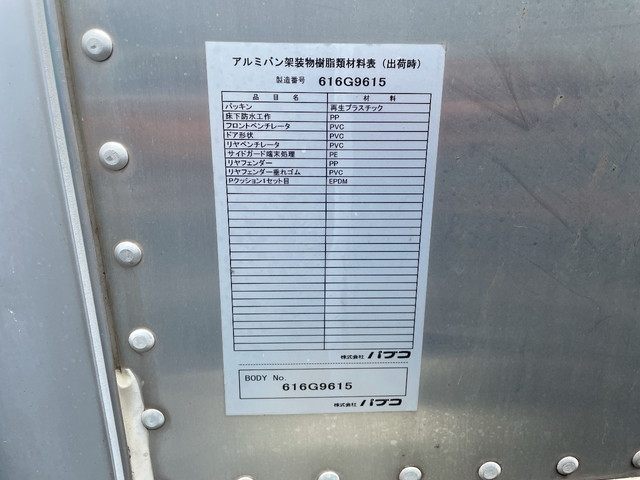 アルミバン架装物樹脂類材料表（出荷時）
製造番号 616G9615
品目名 材料
パッキン 再生プラスチック
床下防水工作 PP
フロントベンチレータ PVC
ドア形状 PVC
リヤベンチレータ PVC
サイドガード端末処理 PE
リヤフェンダー PP
リヤフェンダー垂れゴム PVC
Pクッション1セット目 EPDM
株式会社 パブコ
BODY No.
616G9615
株式会社 パブコ